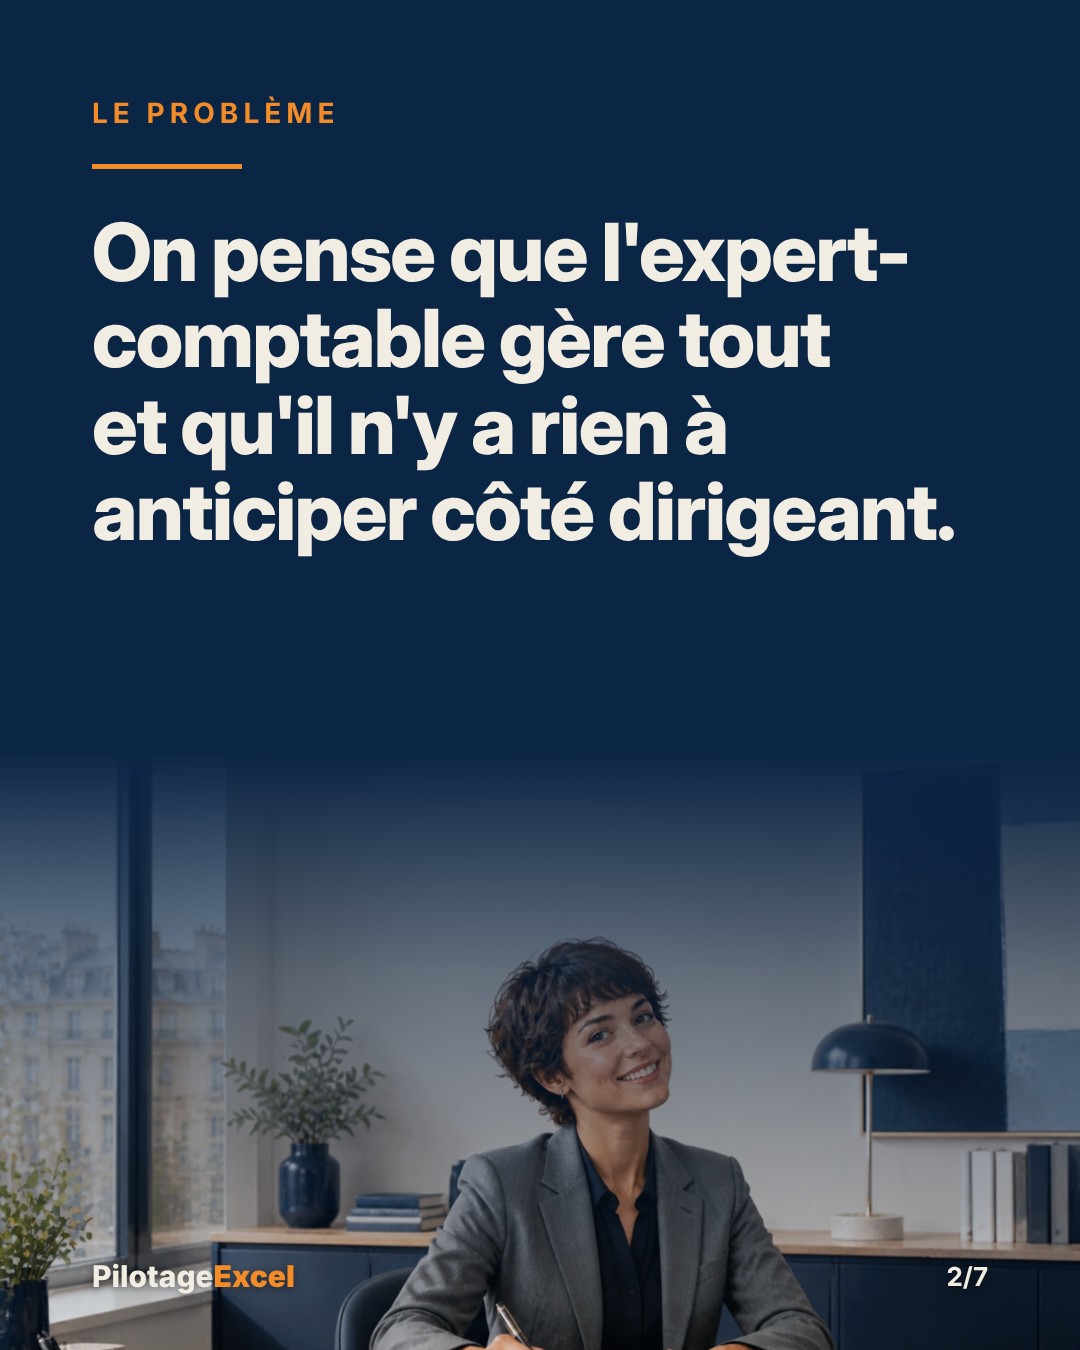 LE PROBLÈME
On pense que l'expert-
comptable gère tout
et qu'il n'y a rien à
anticiper côté dirigeant.
PilotageExcel
2/7